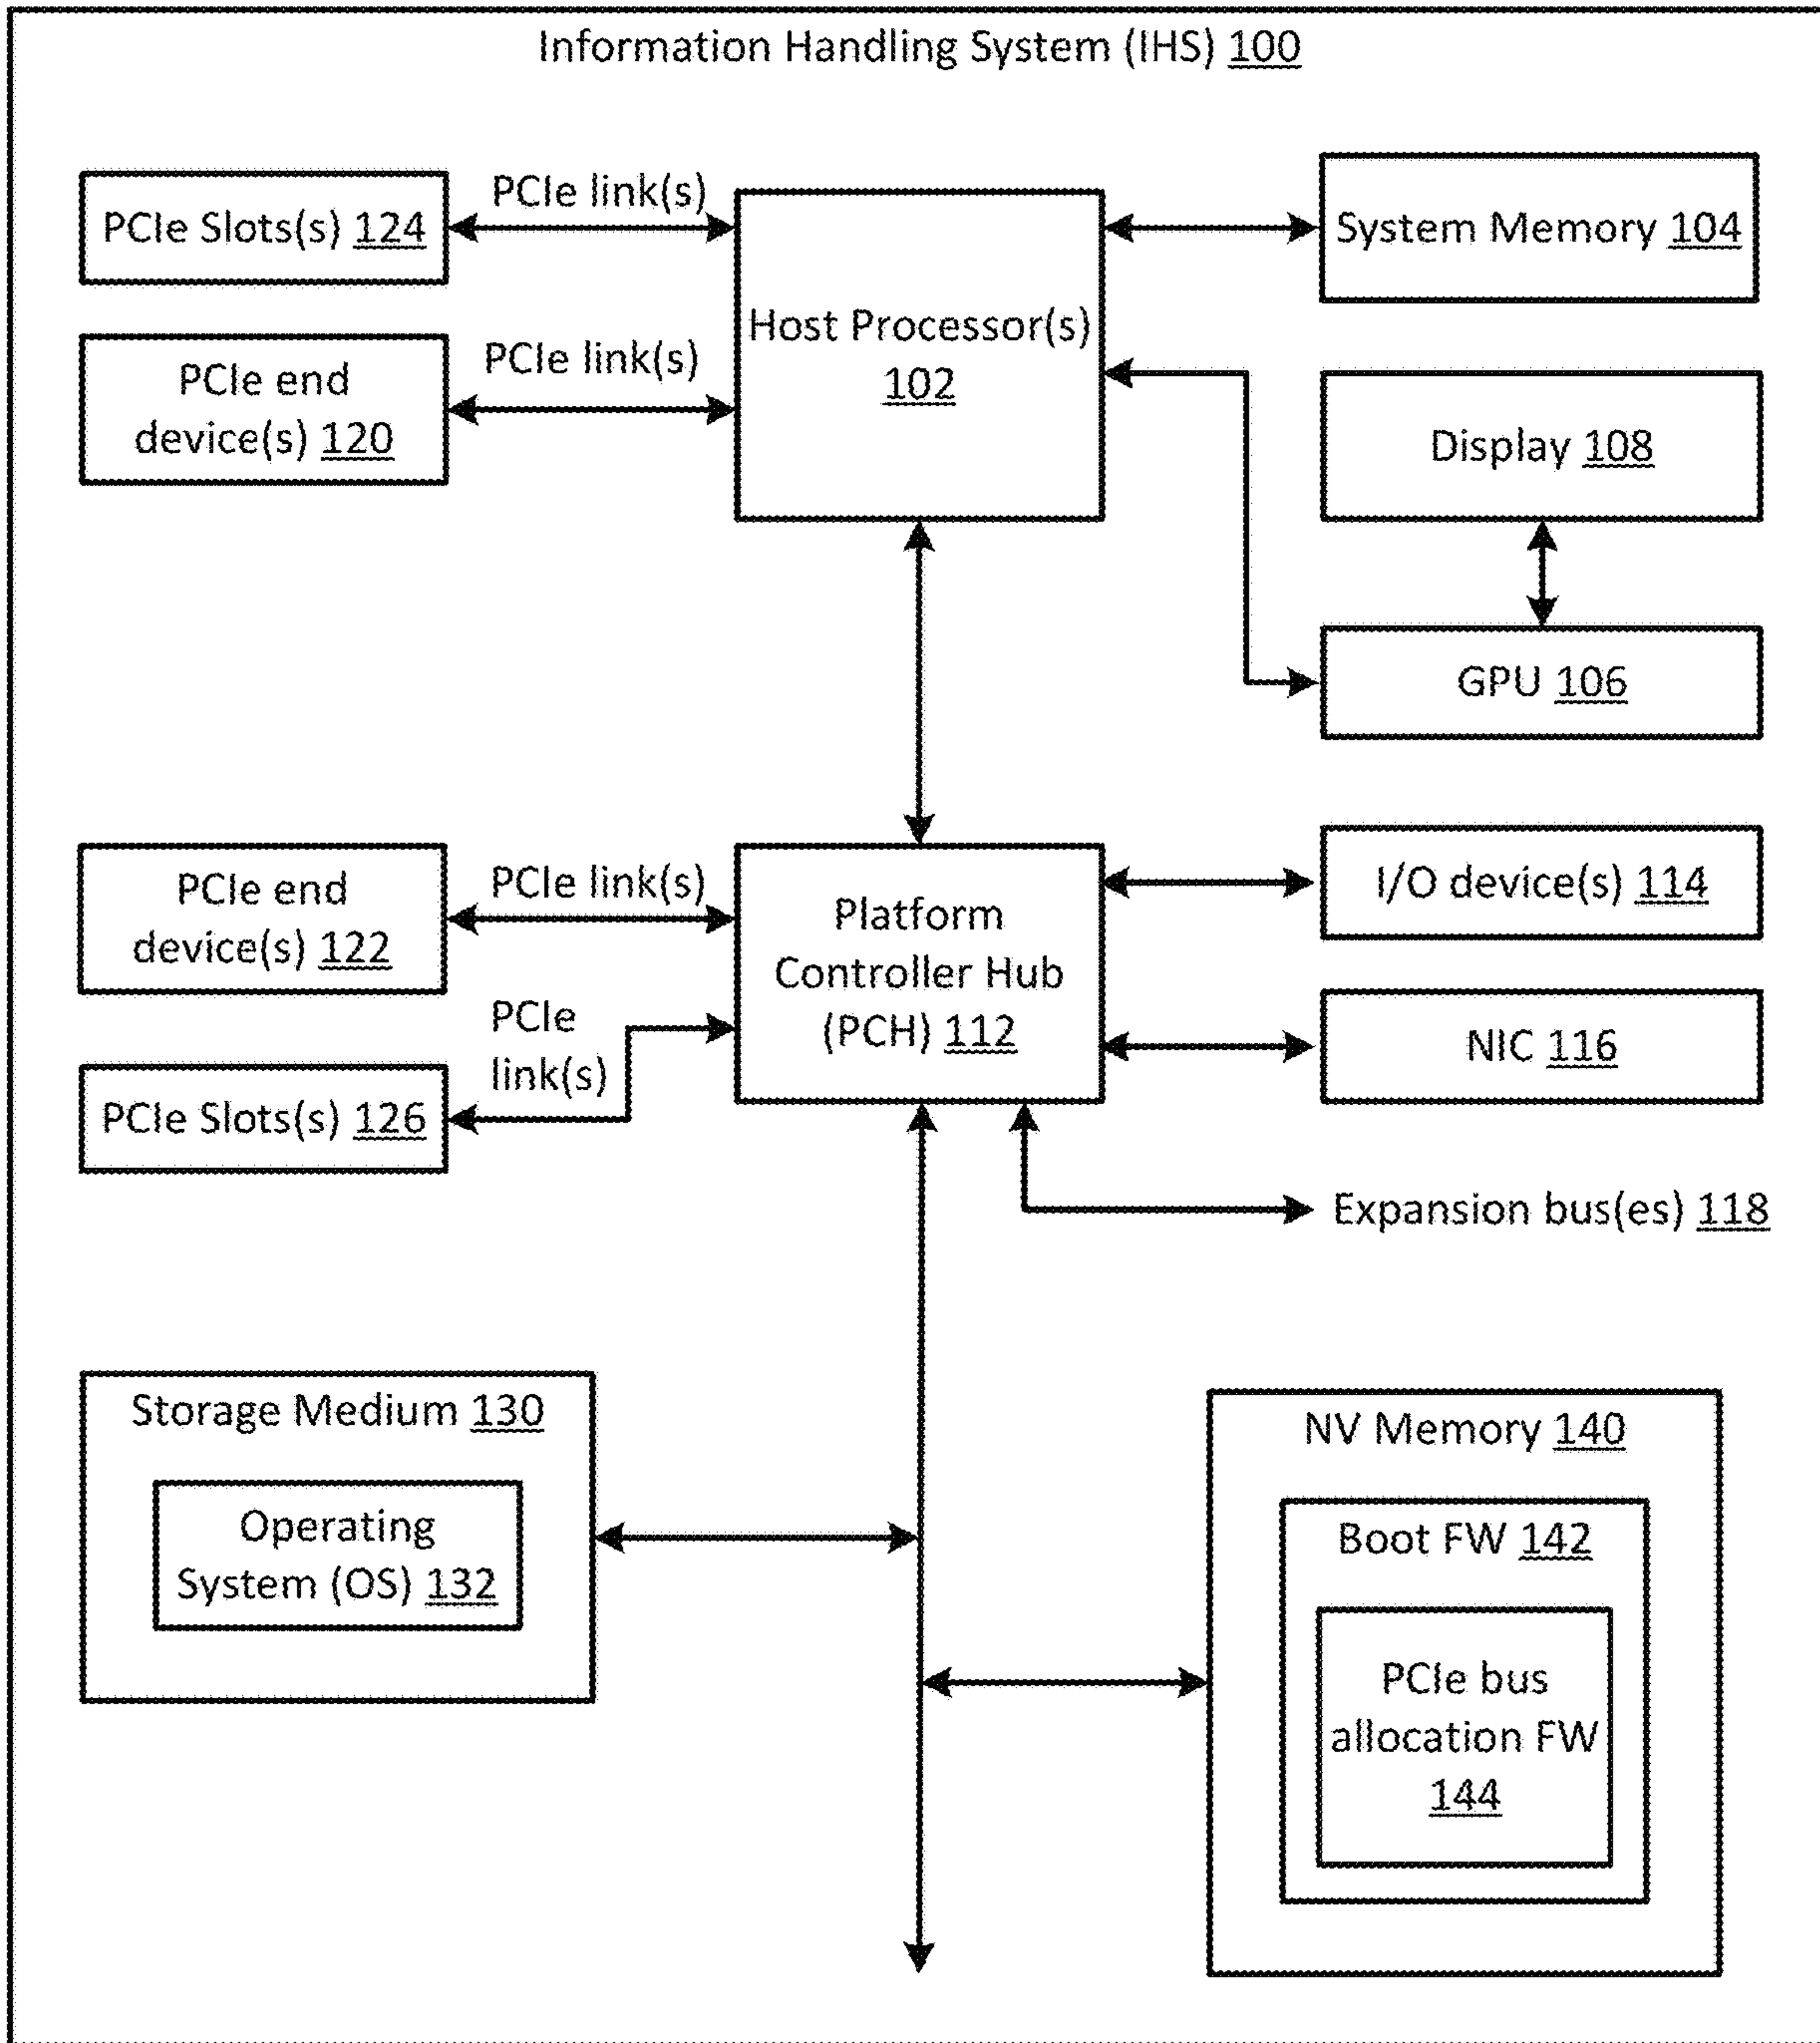 Information Handling System (IHS) 100
PCIe Slots(s) 124
PCIe link(s)
System Memory 104
Host Processor(s)
102
PCIe end
device(s) 120
PCIe link(s)
Display 108
GPU 106
PCIe end
device(s) 122
PCIe link(s)
Platform
Controller Hub
(PCH) 112
I/O device(s) 114
PCIe
link(s)
NIC 116
PCIe Slots(s) 126
Expansion bus(es) 118
Storage Medium 130
Operating
System (OS) 132
NV Memory 140
Boot FW 142
PCIe bus
allocation FW
144